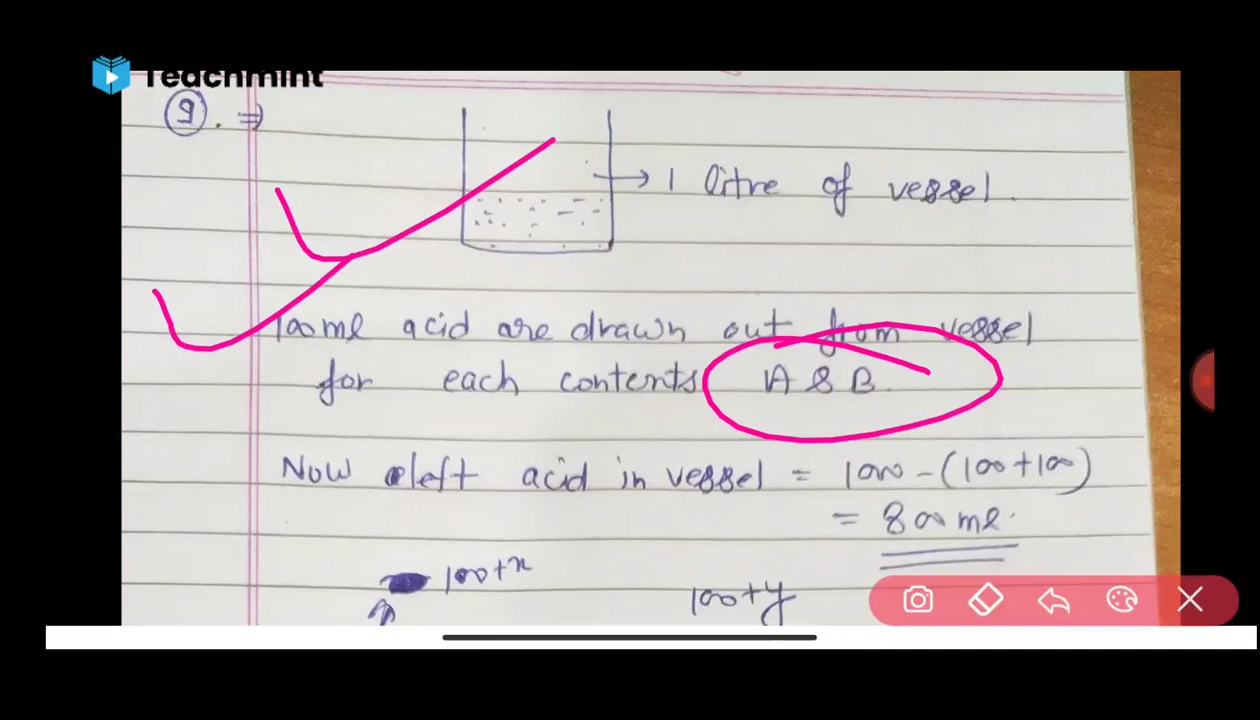 Teachmint
9. ⇒
→ 1 litre of vessel.
100ml acid are drawn out from vessel
for each contents A & B.
Now left acid in vessel = 1000 - (100+100)
= 800 ml.
100+x
100+y